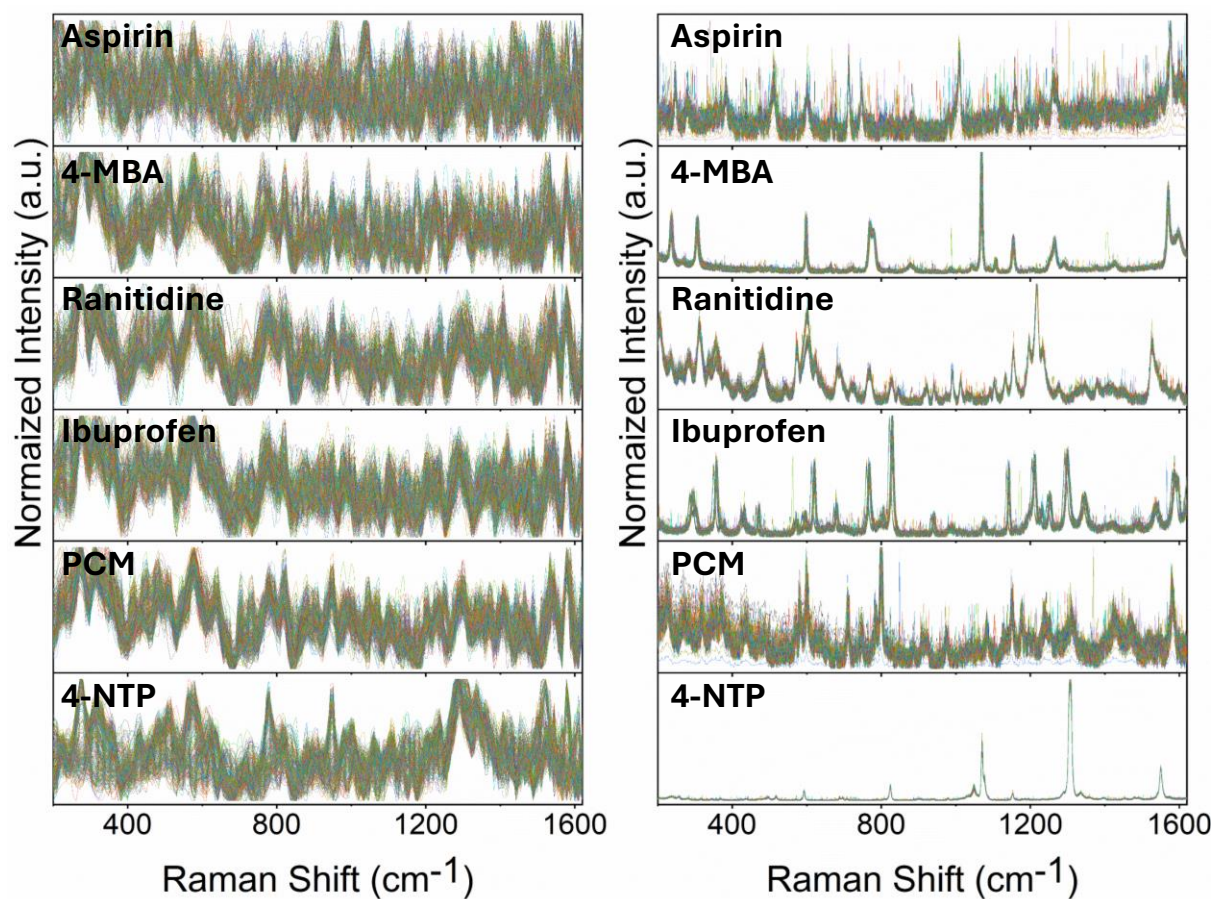 Normaized Intensity (a.u.)
Aspirin
4-MBA
Ranitidine
Ibuprofen
PCM
4-NTP
400 800 1200 1600
Raman Shift (cm-1)
Normaized Intensity (a.u.)
Aspirin
4-MBA
Ranitidine
Ibuprofen
PCM
4-NTP
400 800 1200 1600
Raman Shift (cm-1)